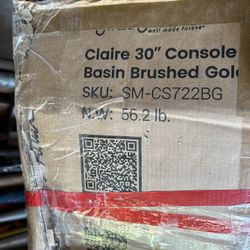 well made forever
Claire 30" Console
Basin Brushed Gol
SKU: SM-CS722BG
N.W: 56.2 lb.